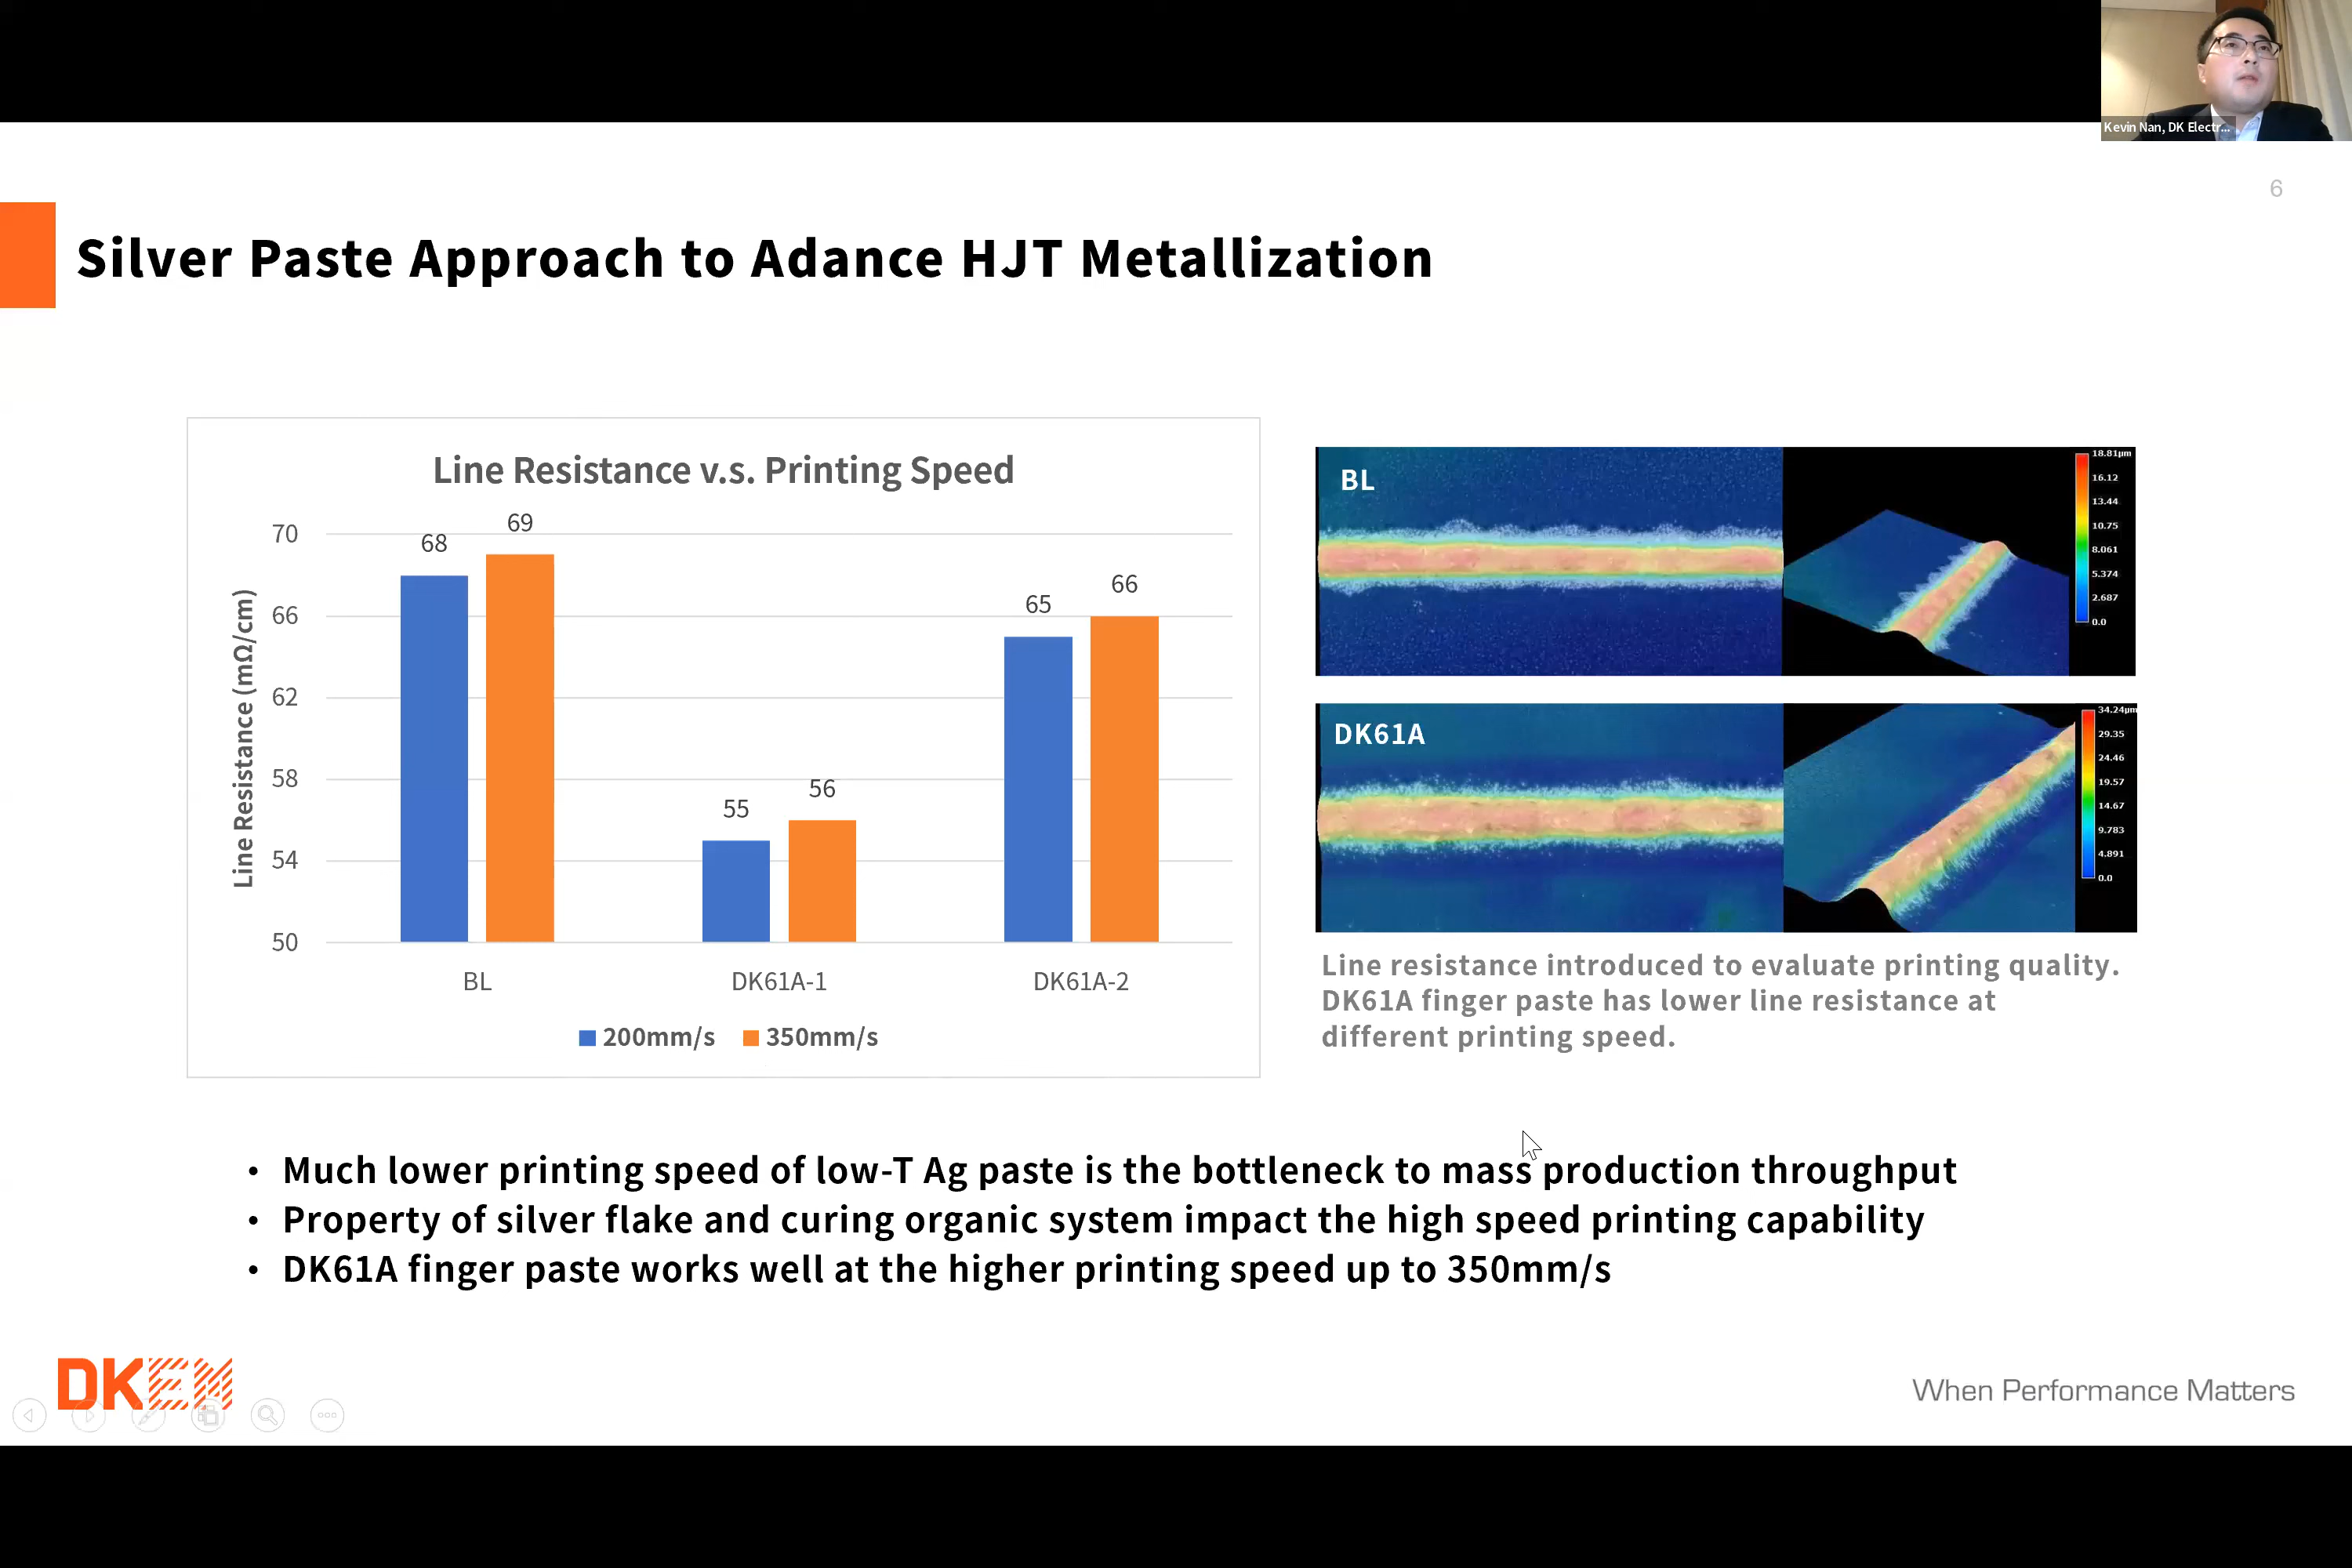 Kevin Nan, DK Electr...
6
Silver Paste Approach to Adance HJT Metallization
Line Resistance v.s. Printing Speed
Line Resistance (mΩ/cm)
70
66
62
58
54
50
68
69
55
56
65
66
BL
DK61A-1
DK61A-2
200mm/s
350mm/s
BL
18.81μm
16.12
13.44
10.75
8.061
5.374
2.687
0.0
DK61A
34.24μm
29.35
24.46
19.57
14.67
9.783
4.891
0.0
Line resistance introduced to evaluate printing quality.
DK61A finger paste has lower line resistance at
different printing speed.
• Much lower printing speed of low-T Ag paste is the bottleneck to mass production throughput
• Property of silver flake and curing organic system impact the high speed printing capability
• DK61A finger paste works well at the higher printing speed up to 350mm/s
DKEM
When Performance Matters